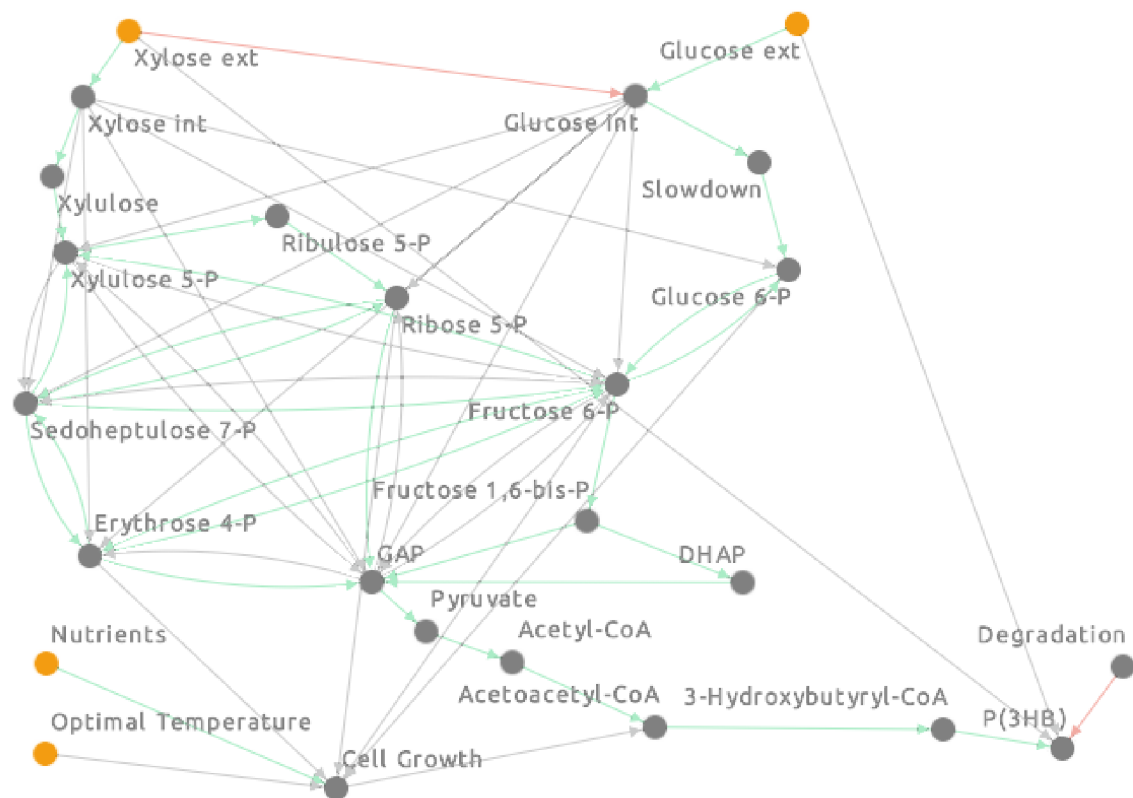 Xylose ext
Glucose ext
Xylose int
Glucose int
Slowdown
Xylulose
Ribulose 5-P
Xylulose 5-P
Glucose 6-P
Ribose 5-P
Fructose 6-P
Sedoheptulose 7-P
Fructose 1,6-bis-P
Erythrose 4-P
GAP
DHAP
Pyruvate
Acetyl-CoA
Nutrients
Degradation
Acetoacetyl-CoA
3-Hydroxybutyryl-CoA
Optimal Temperature
P(3HB)
Cell Growth